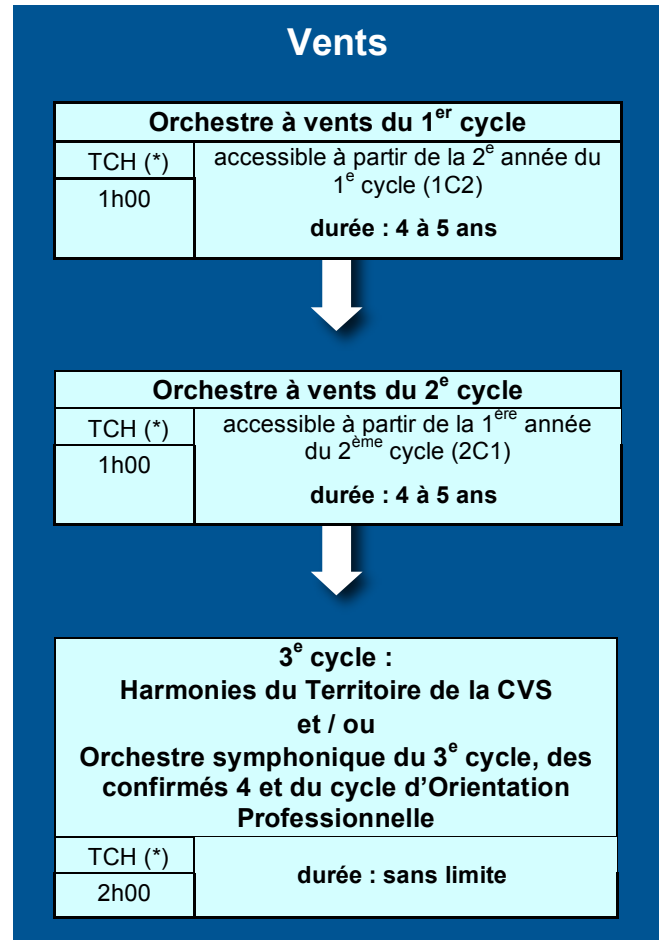 Vents
Orchestre à vents du 1er cycle
TCH (*)
1h00
accessible à partir de la 2e année du
1e cycle (1C2)
durée : 4 à 5 ans
Orchestre à vents du 2e cycle
TCH (*)
1h00
accessible à partir de la 1ère année
du 2ème cycle (2C1)
durée : 4 à 5 ans
3e cycle :
Harmonies du Territoire de la CVS
et / ou
Orchestre symphonique du 3e cycle, des
confirmés 4 et du cycle d'Orientation
Professionnelle
TCH (*)
2h00
durée : sans limite